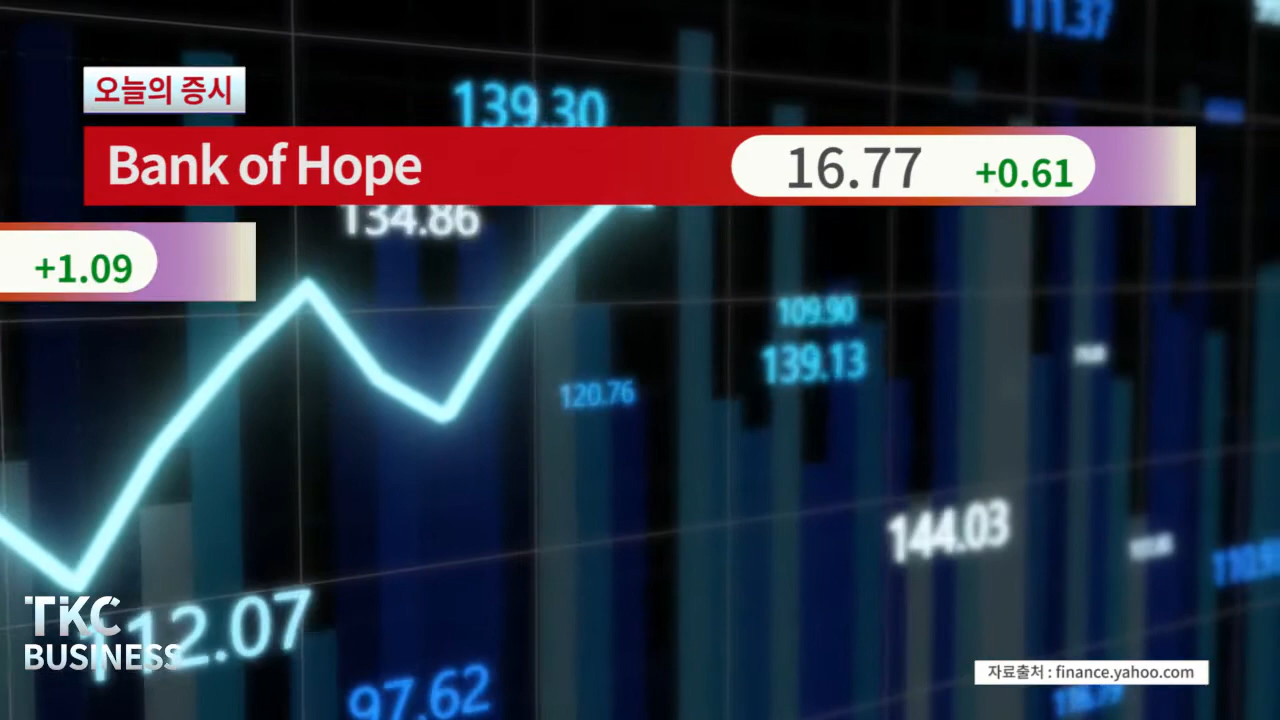 111.37
오늘의 증시
139.30
Bank of Hope 16.77 +0.61
134.86
+1.09
109.90
139.13
120.76
144.03
TKC
BUSINESS
112.07
97.62
자료출처 : finance.yahoo.com